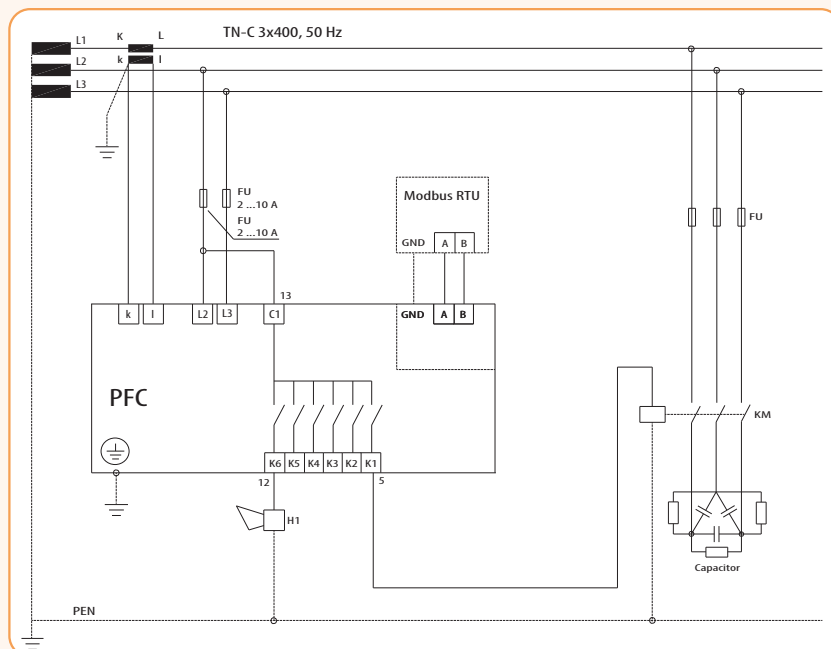 TN-C 3x400, 50 Hz
L1
K
L
L2
k
l
L3
FU
2 ...10 A
FU
2 ...10 A
Modbus RTU
GND
A
B
FU
13
k
l
L2
L3
C1
GND
A
B
PFC
KM
K6
K5
K4
K3
K2
K1
12
5
H1
Capacitor
PEN